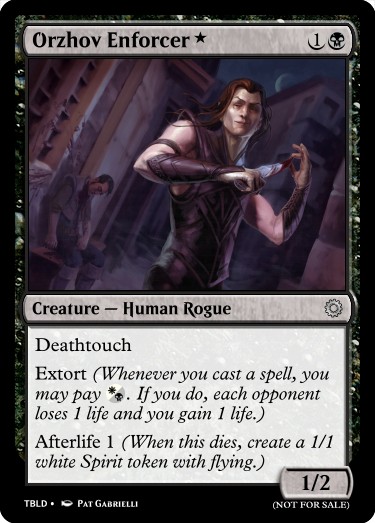 Orzhov Enforcer ★ 1
Creature — Human Rogue
Deathtouch
Extort (Whenever you cast a spell, you
may pay . If you do, each opponent
loses 1 life and you gain 1 life.)
Afterlife 1 (When this dies, create a 1/1
white Spirit token with flying.)
1/2
TBLD • Pat Gabrielli
(NOT FOR SALE)